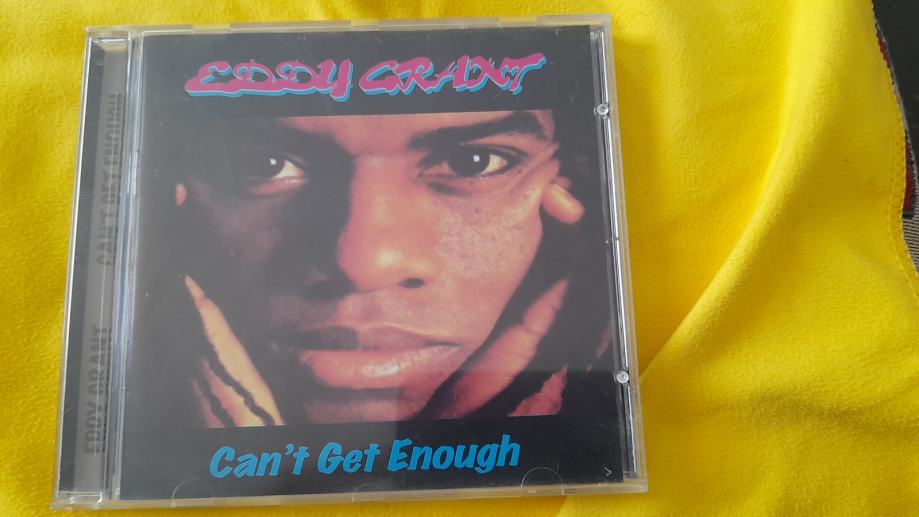 EDDY GRANT
Can't Get Enough
EDDY GRANT CAN'T GET ENOUGH